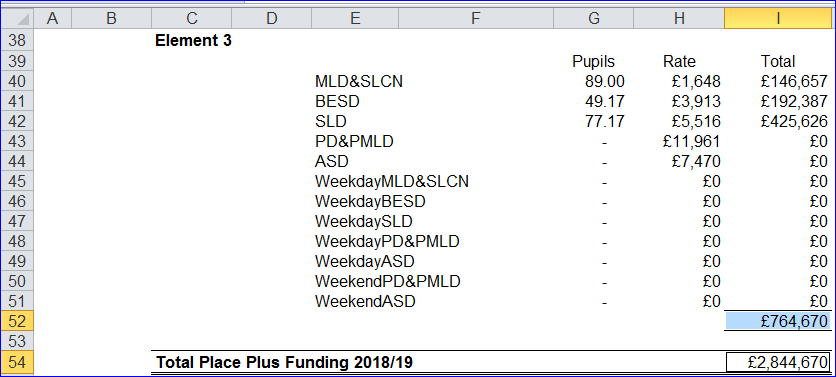 A B C D E F G H I
38 Element 3
39 Pupils Rate Total
40 MLD&SLCN 89.00 £1,648 £146,657
41 BESD 49.17 £3,913 £192,387
42 SLD 77.17 £5,516 £425,626
43 PD&PMLD - £11,961 £0
44 ASD - £7,470 £0
45 WeekdayMLD&SLCN - £0 £0
46 WeekdayBESD - £0 £0
47 WeekdaySLD - £0 £0
48 WeekdayPD&PMLD - £0 £0
49 WeekdayASD - £0 £0
50 WeekendPD&PMLD - £0 £0
51 WeekendASD - £0 £0
52 £764,670
53
54 Total Place Plus Funding 2018/19 £2,844,670